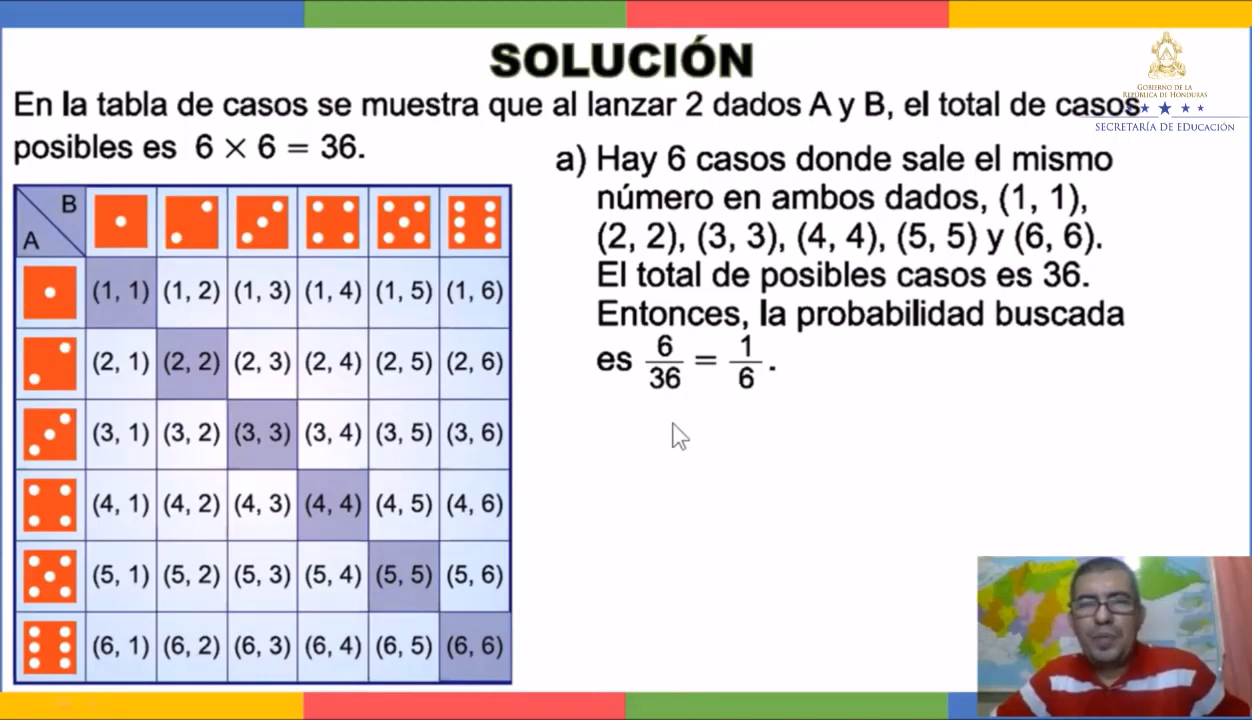 SOLUCIÓN
GOBIERNO DE LA
REPÚBLICA DE HONDURAS
SECRETARÍA DE EDUCACIÓN
En la tabla de casos se muestra que al lanzar 2 dados A y B, el total de casos
posibles es 6 × 6 = 36.
B
A
(1, 1) (1, 2) (1, 3) (1, 4) (1, 5) (1, 6)
(2, 1) (2, 2) (2, 3) (2, 4) (2, 5) (2, 6)
(3, 1) (3, 2) (3, 3) (3, 4) (3, 5) (3, 6)
(4, 1) (4, 2) (4, 3) (4, 4) (4, 5) (4, 6)
(5, 1) (5, 2) (5, 3) (5, 4) (5, 5) (5, 6)
(6, 1) (6, 2) (6, 3) (6, 4) (6, 5) (6, 6)
a) Hay 6 casos donde sale el mismo
número en ambos dados, (1, 1),
(2, 2), (3, 3), (4, 4), (5, 5) y (6, 6).
El total de posibles casos es 36.
Entonces, la probabilidad buscada
es 6/36 = 1/6.